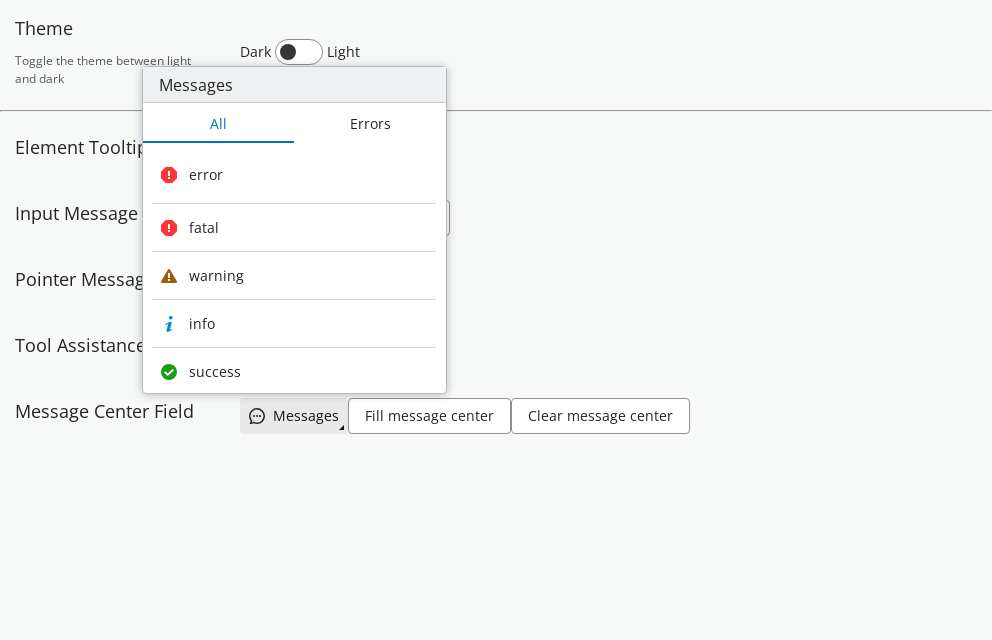 Theme
Toggle the theme between light
and dark
Dark
Light
Messages
All
Errors
error
fatal
warning
info
success
Element Tooltip
Input Message
Pointer Messag
Tool Assistance
Message Center Field
Messages
Fill message center
Clear message center